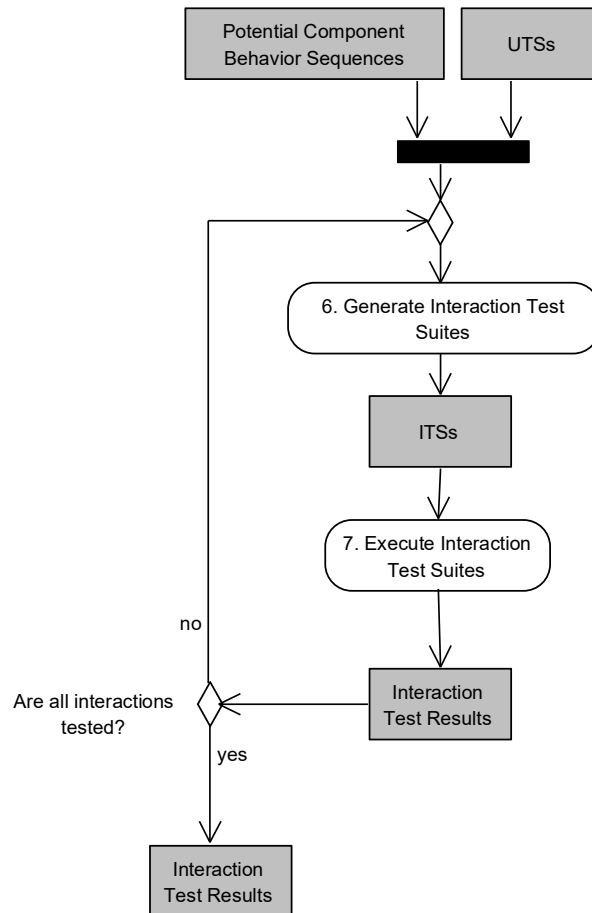 Potential Component
Behavior Sequences
UTSs
6. Generate Interaction Test
Suites
ITSs
7. Execute Interaction
Test Suites
no
Interaction
Test Results
Are all interactions
tested?
yes
Interaction
Test Results